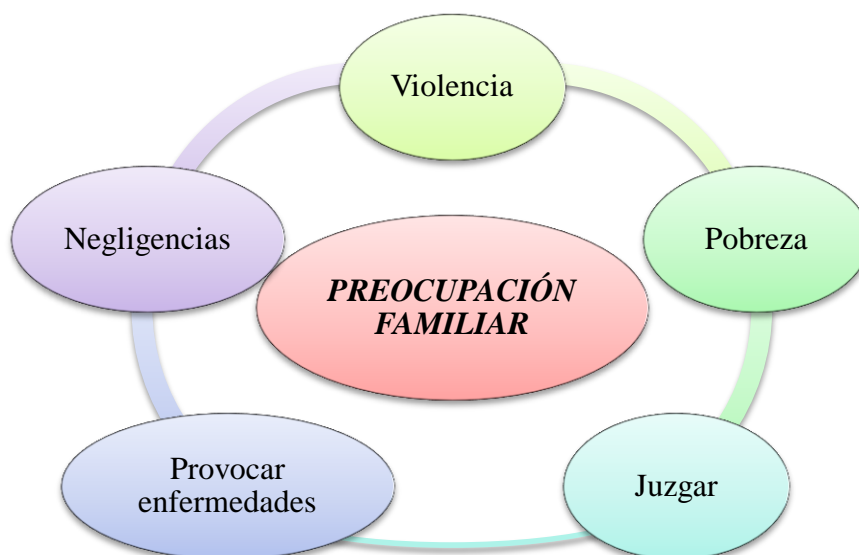 Violencia
Negligencias
Pobreza
PREOCUPACIÓN
FAMILIAR
Provocar
enfermedades
Juzgar